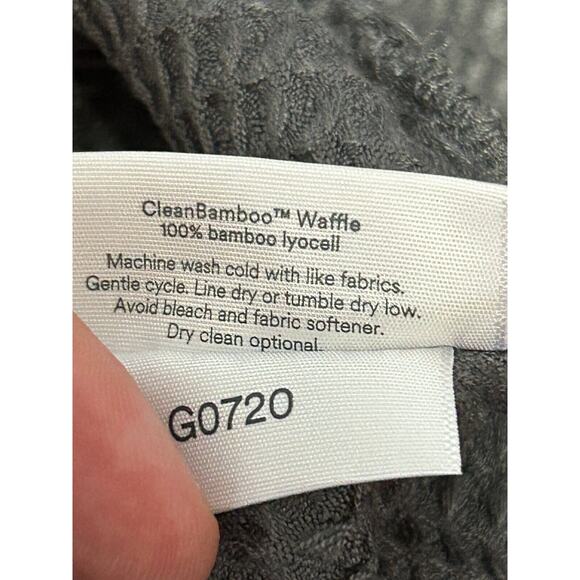 CleanBamboo™ Waffle
100% bamboo lyocell
Machine wash cold with like fabrics.
Gentle cycle. Line dry or tumble dry low.
Avoid bleach and fabric softener.
Dry clean optional.
G0720